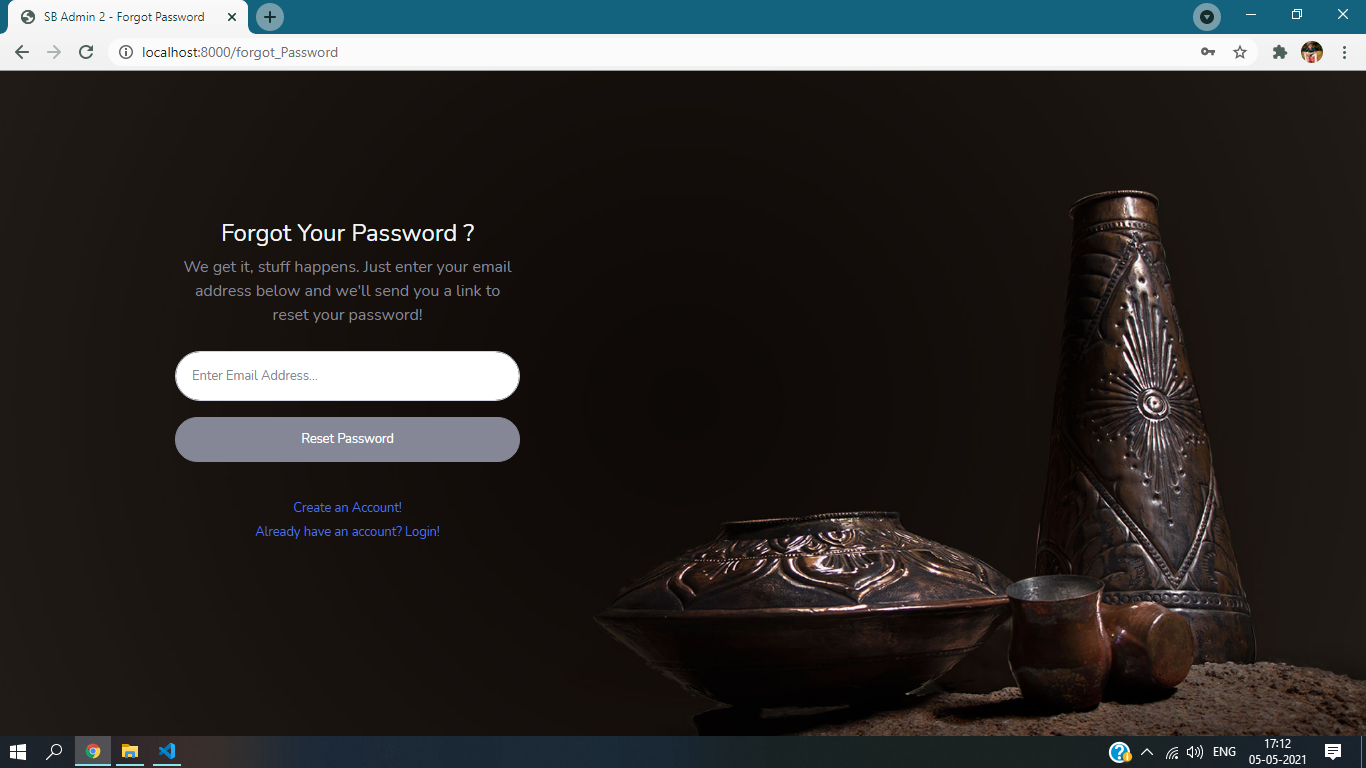 SB Admin 2 - Forgot Password
localhost:8000/forgot_Password
Forgot Your Password ?
We get it, stuff happens. Just enter your email
address below and we'll send you a link to
reset your password!
Enter Email Address...
Reset Password
Create an Account!
Already have an account? Login!
ENG
17:12
05-05-2021